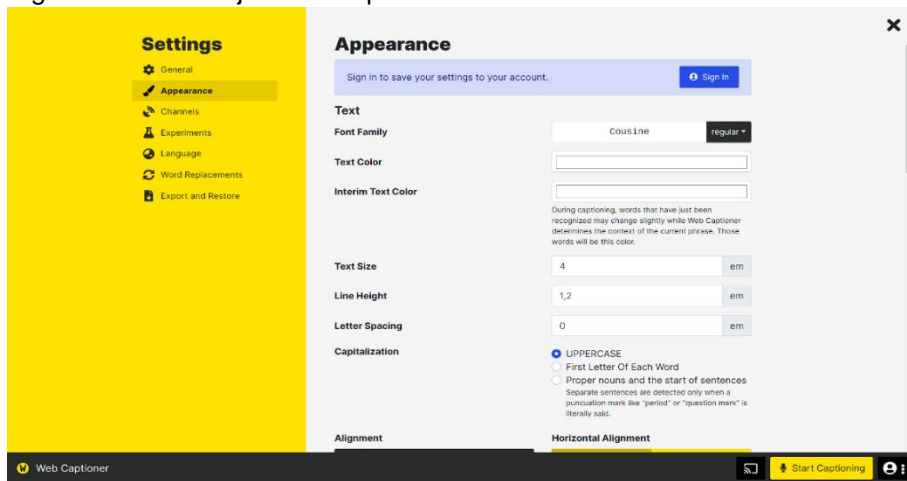 Settings
General
Appearance
Channels
Experiments
Language
Word Replacements
Export and Restore
Appearance
Sign in to save your settings to your account.
Sign in
Text
Font Family
Cousine
regular
Text Color
Interim Text Color
During captioning, words that have just been
recognized may change slightly while Web Captioner
determines the context of the current phrase. Those
words will be this color.
Text Size
4
em
Line Height
1,2
em
Letter Spacing
0
em
Capitalization
UPPERCASE
First Letter Of Each Word
Proper nouns and the start of sentences
Separate sentences are detected only when a
puncuation mark like "period" or "question mark" is
literally said.
Alignment
Horizontal Alignment
Web Captioner
Start Captioning